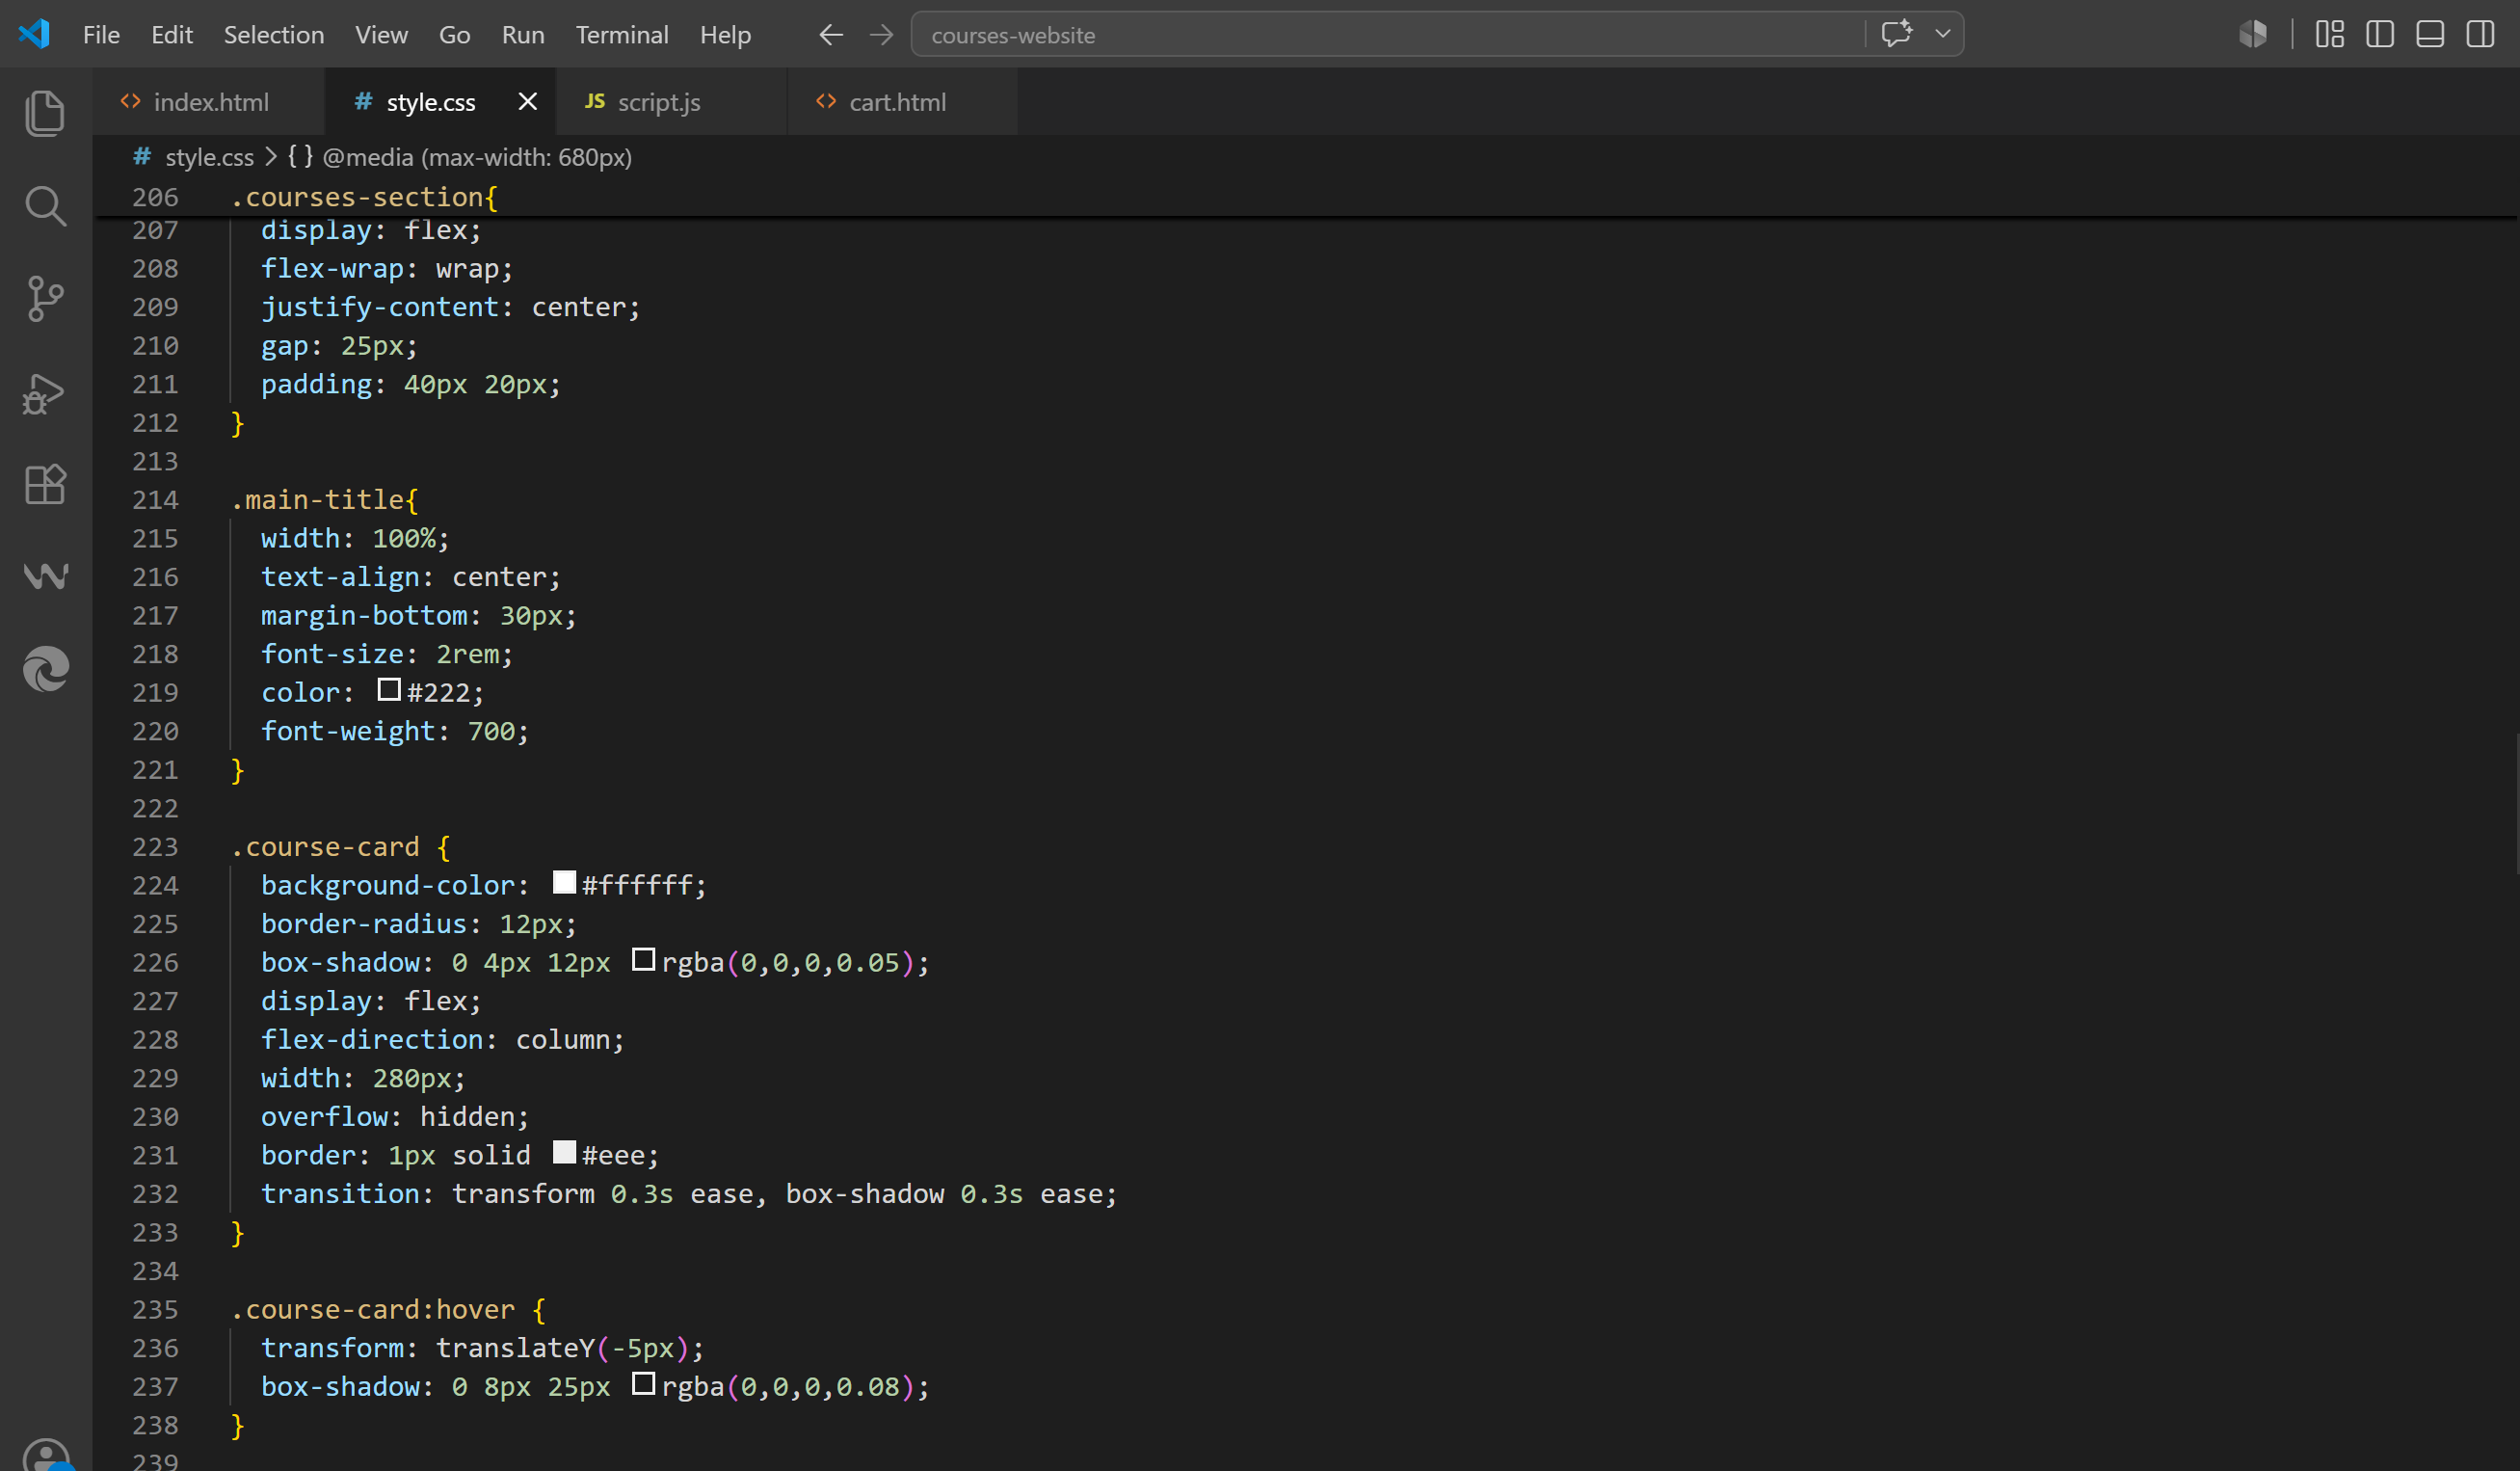 File Edit Selection View Go Run Terminal Help courses-website
index.html # style.css JS script.js cart.html
# style.css > { } @media (max-width: 680px)
206 .courses-section{
207 display: flex;
208 flex-wrap: wrap;
209 justify-content: center;
210 gap: 25px;
211 padding: 40px 20px;
212 }
213
214 .main-title{
215 width: 100%;
216 text-align: center;
217 margin-bottom: 30px;
218 font-size: 2rem;
219 color: #222;
220 font-weight: 700;
221 }
222
223 .course-card {
224 background-color: #ffffff;
225 border-radius: 12px;
226 box-shadow: 0 4px 12px rgba(0,0,0,0.05);
227 display: flex;
228 flex-direction: column;
229 width: 280px;
230 overflow: hidden;
231 border: 1px solid #eee;
232 transition: transform 0.3s ease, box-shadow 0.3s ease;
233 }
234
235 .course-card:hover {
236 transform: translateY(-5px);
237 box-shadow: 0 8px 25px rgba(0,0,0,0.08);
238 }
239